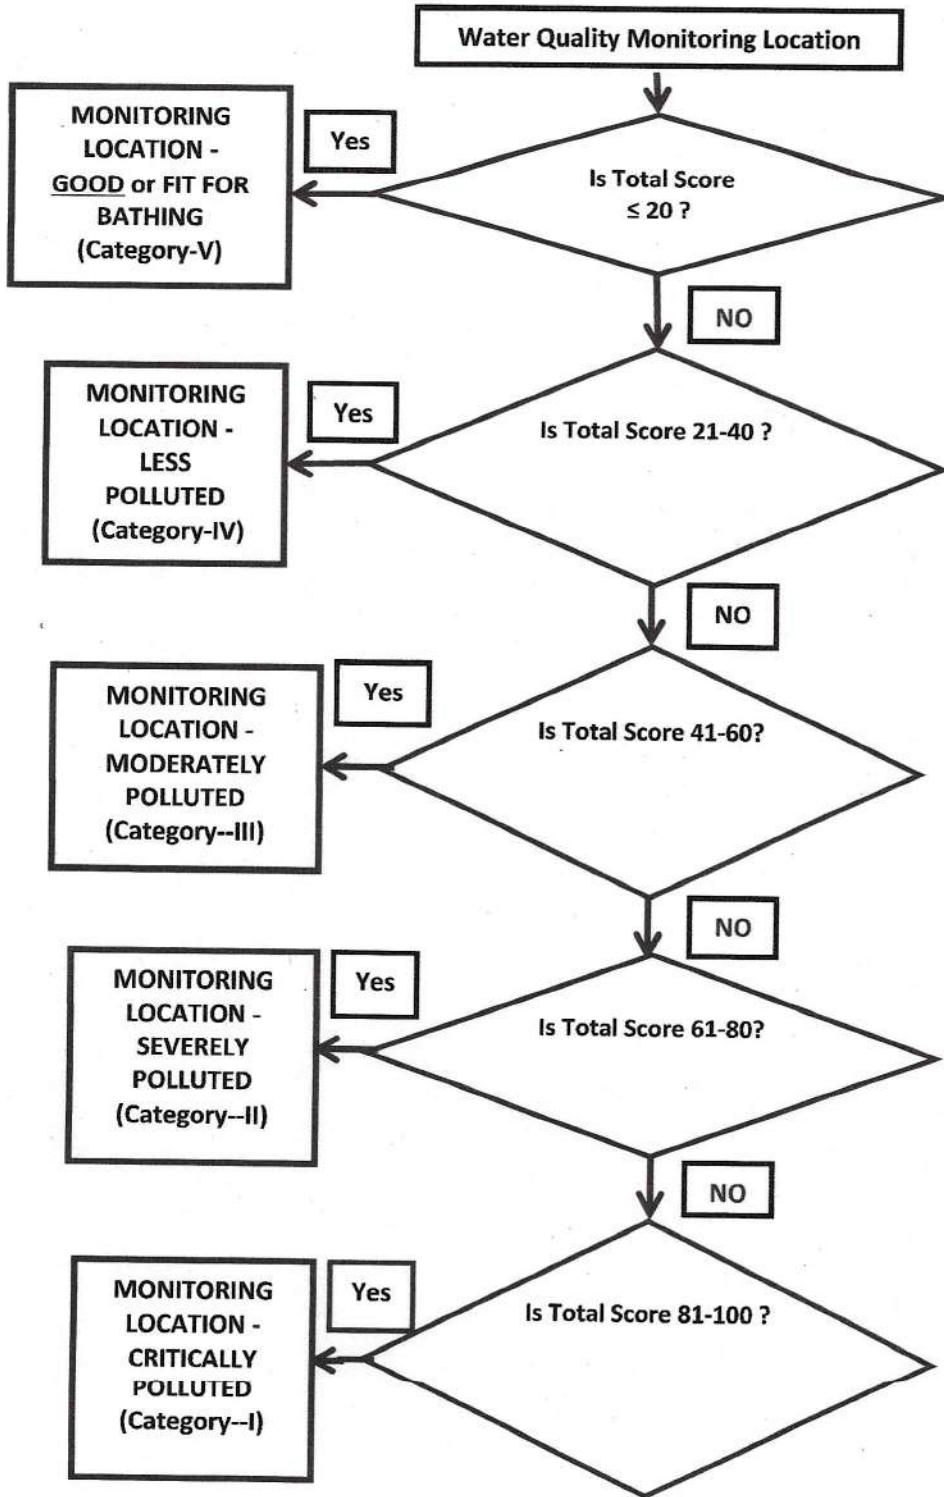 Water Quality Monitoring Location
MONITORING
LOCATION -
GOOD or FIT FOR
BATHING
(Category-V)
Yes
Is Total Score
≤ 20 ?
NO
MONITORING
LOCATION -
LESS
POLLUTED
(Category-IV)
Yes
Is Total Score 21-40 ?
NO
MONITORING
LOCATION -
MODERATELY
POLLUTED
(Category--III)
Yes
Is Total Score 41-60?
NO
MONITORING
LOCATION -
SEVERELY
POLLUTED
(Category--II)
Yes
Is Total Score 61-80?
NO
MONITORING
LOCATION -
CRITICALLY
POLLUTED
(Category--I)
Yes
Is Total Score 81-100 ?